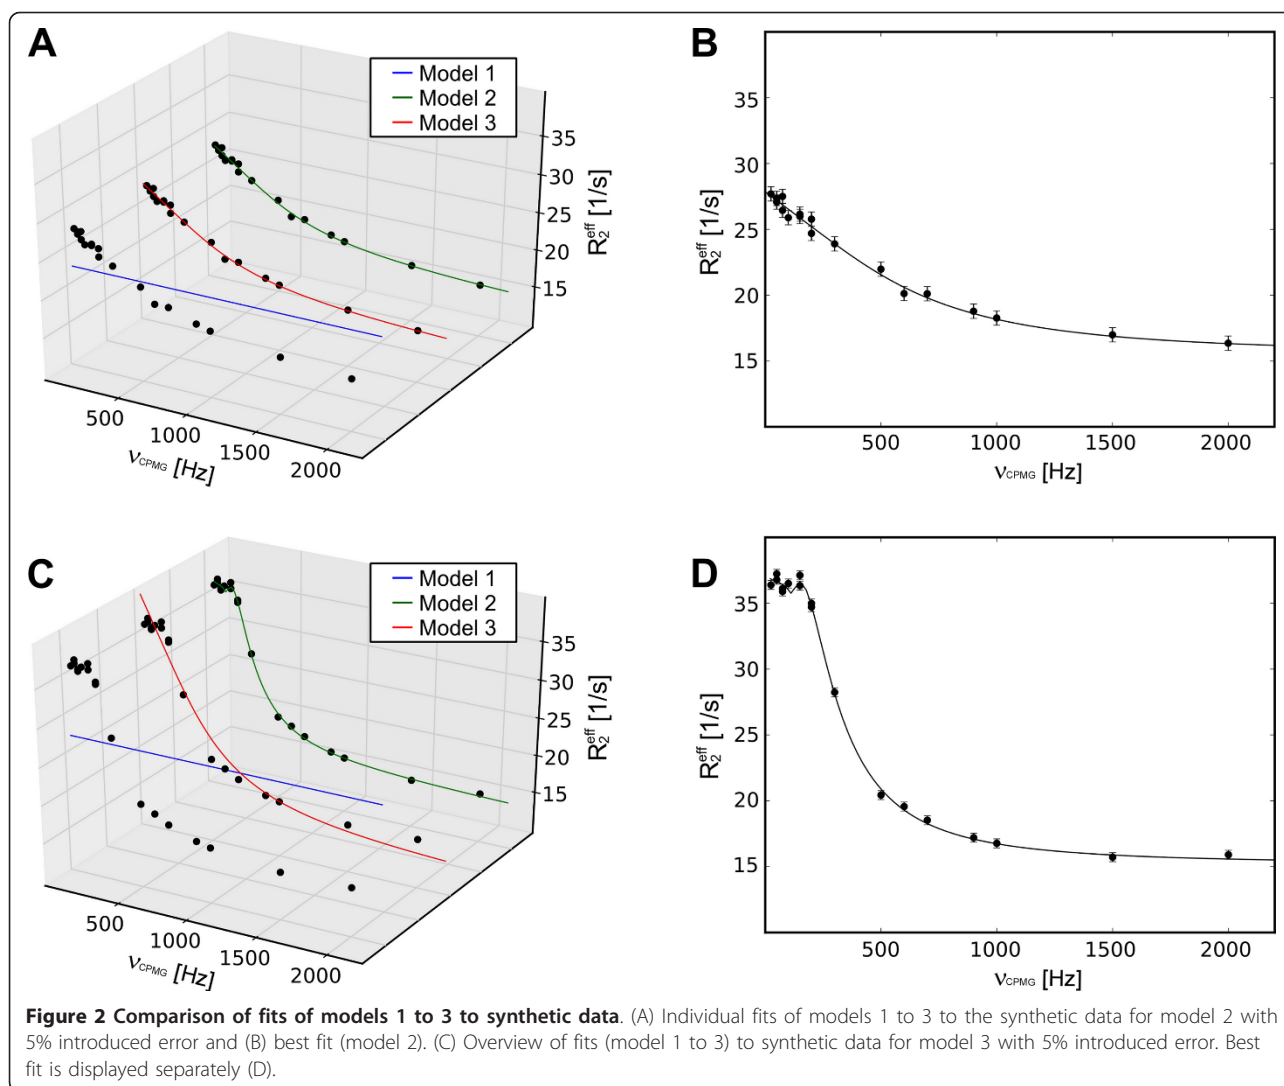 A
Model 1
Model 2
Model 3
35
30
25
20
15
R2eff [1/s]
500
1000
1500
2000
νCPMG [Hz]
B
35
30
25
20
15
R2eff [1/s]
500
1000
1500
2000
νCPMG [Hz]
C
Model 1
Model 2
Model 3
35
30
25
20
15
R2eff [1/s]
500
1000
1500
2000
νCPMG [Hz]
D
35
30
25
20
15
R2eff [1/s]
500
1000
1500
2000
νCPMG [Hz]
Figure 2 Comparison of fits of models 1 to 3 to synthetic data. (A) Individual fits of models 1 to 3 to the synthetic data for model 2 with
5% introduced error and (B) best fit (model 2). (C) Overview of fits (model 1 to 3) to synthetic data for model 3 with 5% introduced error. Best
fit is displayed separately (D).